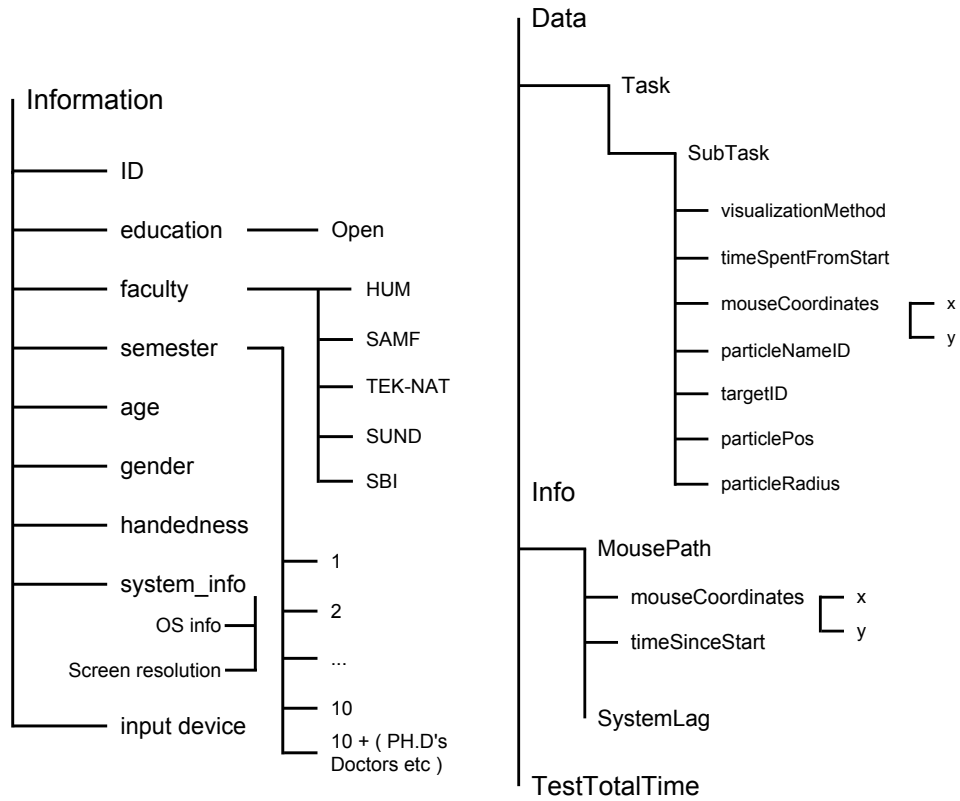 Information
ID
education
Open
faculty
HUM
SAMF
TEK-NAT
SUND
SBI
semester
1
2
...
10
10 + ( PH.D's
Doctors etc )
age
gender
handedness
system_info
OS info
Screen resolution
input device
Data
Task
SubTask
visualizationMethod
timeSpentFromStart
mouseCoordinates
x
y
particleNameID
targetID
particlePos
particleRadius
Info
MousePath
mouseCoordinates
x
y
timeSinceStart
SystemLag
TestTotalTime